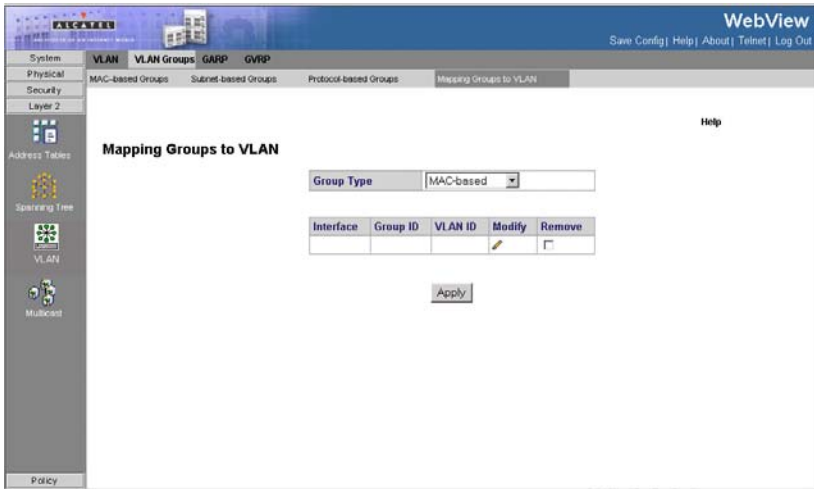 ALCATEL
WebView
Save Config| Help| About| Telnet| Log Out
System
Physical
Security
Layer 2
VLAN VLAN Groups GARP GVRP
MAC-based Groups Subnet-based Groups Protocol-based Groups Mapping Groups to VLAN
Help
Address Tables
Mapping Groups to VLAN
Group Type MAC-based
Spanning Tree
Interface Group ID VLAN ID Modify Remove
VLAN
Apply
Multicast
Policy